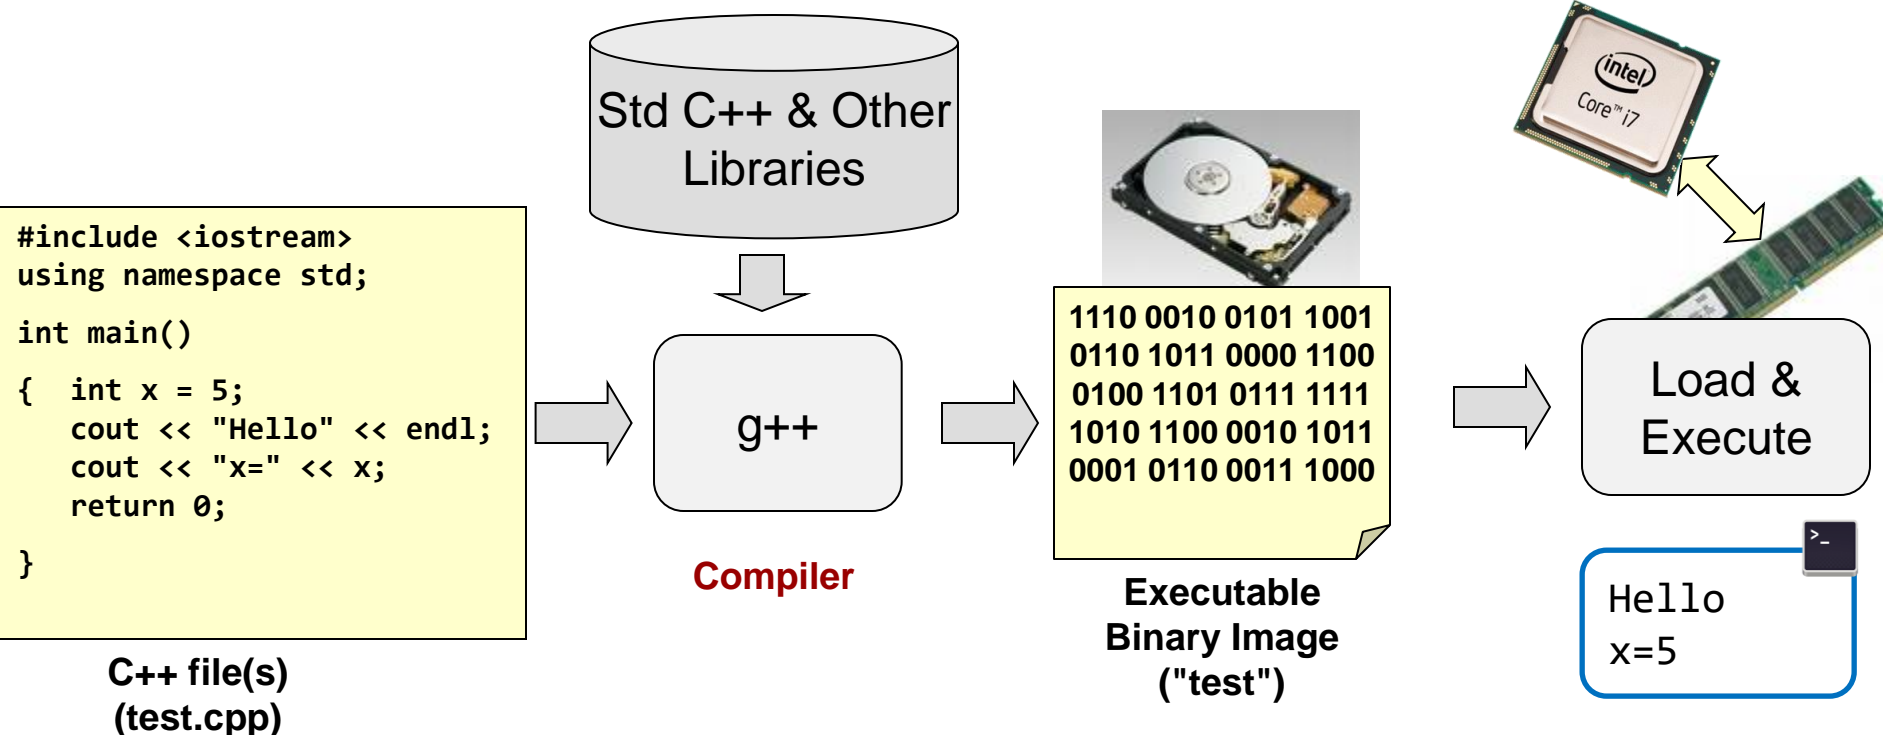 #include <iostream>
using namespace std;
int main()
{  int x = 5;
cout << "Hello" << endl;
cout << "x=" << x;
return 0;
}
C++ file(s)
(test.cpp)
Std C++ & Other
Libraries
g++
Compiler
1110 0010 0101 1001
0110 1011 0000 1100
0100 1101 0111 1111
1010 1100 0010 1011
0001 0110 0011 1000
Executable
Binary Image
("test")
intel
Core™ i7
Load &
Execute
>_
Hello
x=5